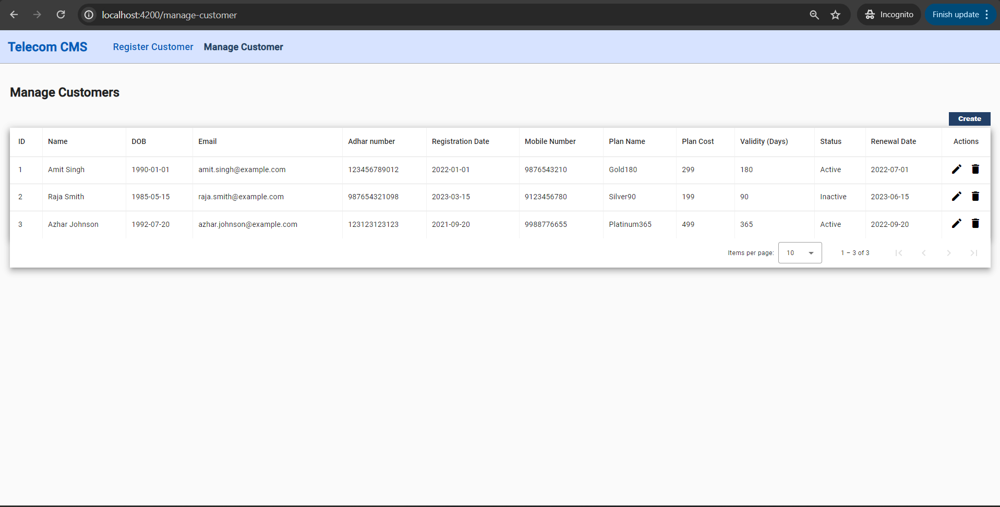 localhost:4200/manage-customer
Incognito
Finish update
Telecom CMS
Register Customer
Manage Customer
Manage Customers
Create
ID Name DOB Email Adhar number Registration Date Mobile Number Plan Name Plan Cost Validity (Days) Status Renewal Date Actions
1 Amit Singh 1990-01-01 amit.singh@example.com 123456789012 2022-01-01 9876543210 Gold180 299 180 Active 2022-07-01
2 Raja Smith 1985-05-15 raja.smith@example.com 987654321098 2023-03-15 9123456780 Silver90 199 90 Inactive 2023-06-15
3 Azhar Johnson 1992-07-20 azhar.johnson@example.com 123123123123 2021-09-20 9988776655 Platinum365 499 365 Active 2022-09-20
Items per page: 10 1 – 3 of 3